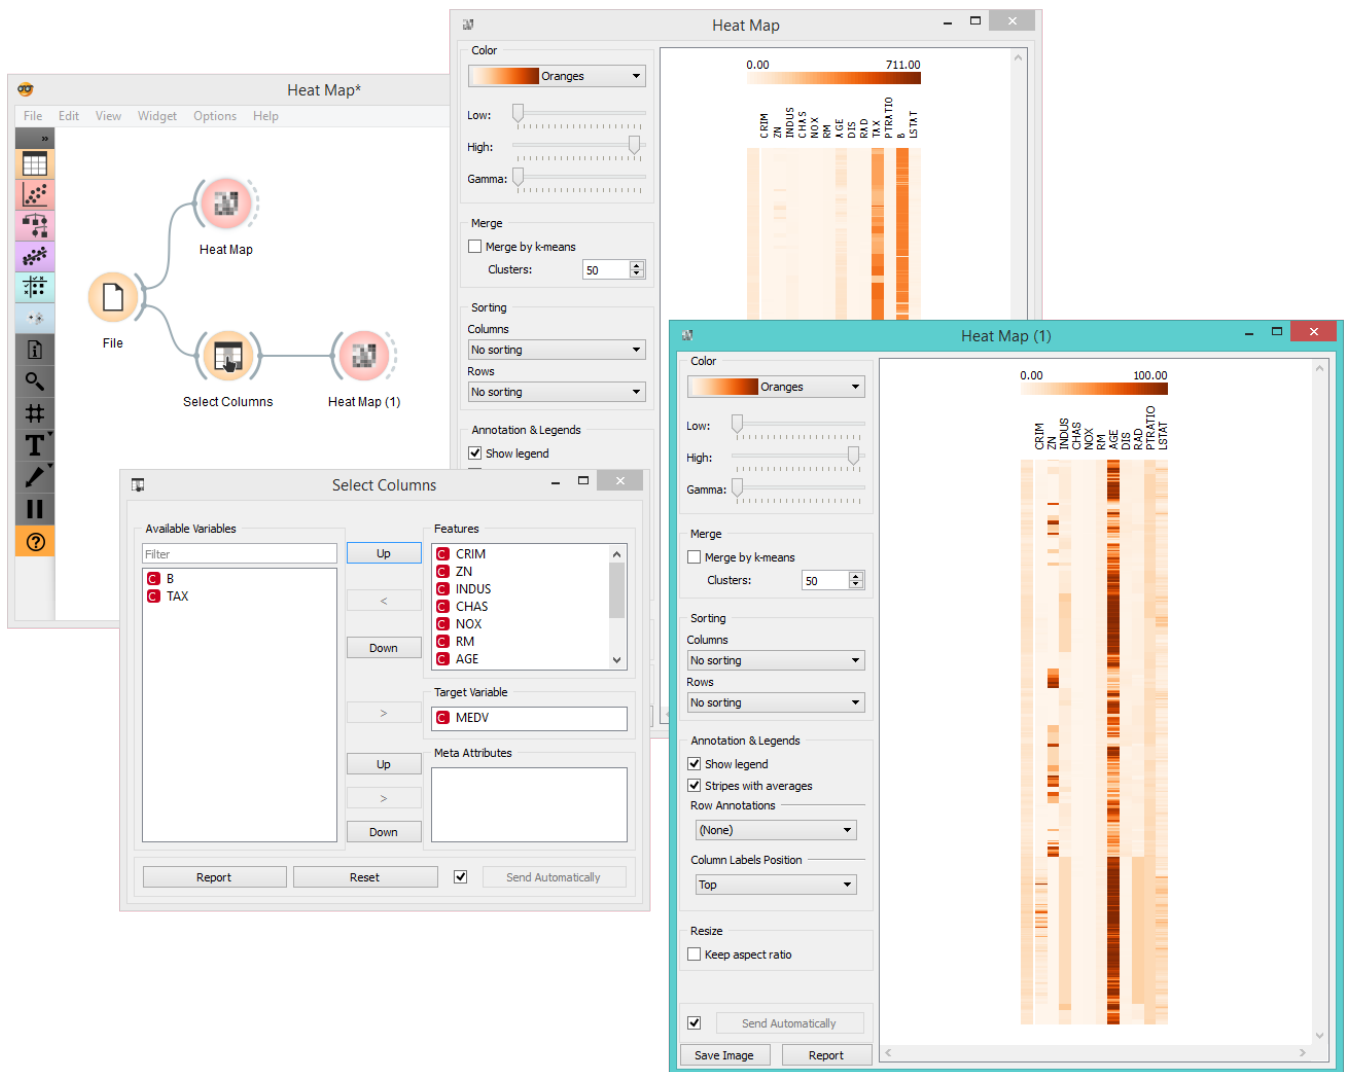 Heat Map
Color
Oranges
Low:
High:
Gamma:
Merge
Merge by k-means
Clusters: 50
Sorting
Columns
No sorting
Rows
No sorting
Annotation & Legends
Show legend
0.00 711.00
CRIM
ZN
INDUS
CHAS
NOX
RM
AGE
DIS
RAD
TAX
PTRATIO
B
LSTAT
Heat Map*
File Edit View Widget Options Help
Heat Map
File
Select Columns
Heat Map (1)
Select Columns
Available Variables
Filter
B
TAX
Up
<
Down
>
Up
>
Down
Features
CRIM
ZN
INDUS
CHAS
NOX
RM
AGE
Target Variable
MEDV
Meta Attributes
Report Reset Send Automatically
Heat Map (1)
Color
Oranges
Low:
High:
Gamma:
Merge
Merge by k-means
Clusters: 50
Sorting
Columns
No sorting
Rows
No sorting
Annotation & Legends
Show legend
Stripes with averages
Row Annotations
(None)
Column Labels Position
Top
Resize
Keep aspect ratio
Send Automatically
Save Image Report
0.00 100.00
CRIM
ZN
INDUS
CHAS
NOX
RM
AGE
DIS
RAD
PTRATIO
LSTAT